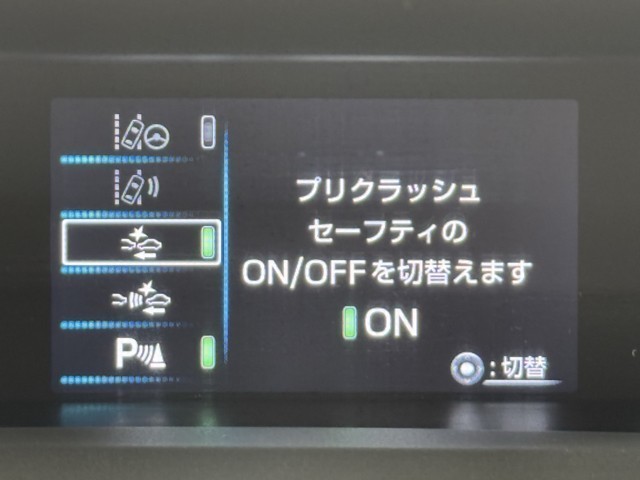 プリクラッシュ
セーフティの
ON/OFFを切替えます
ON
P
:切替